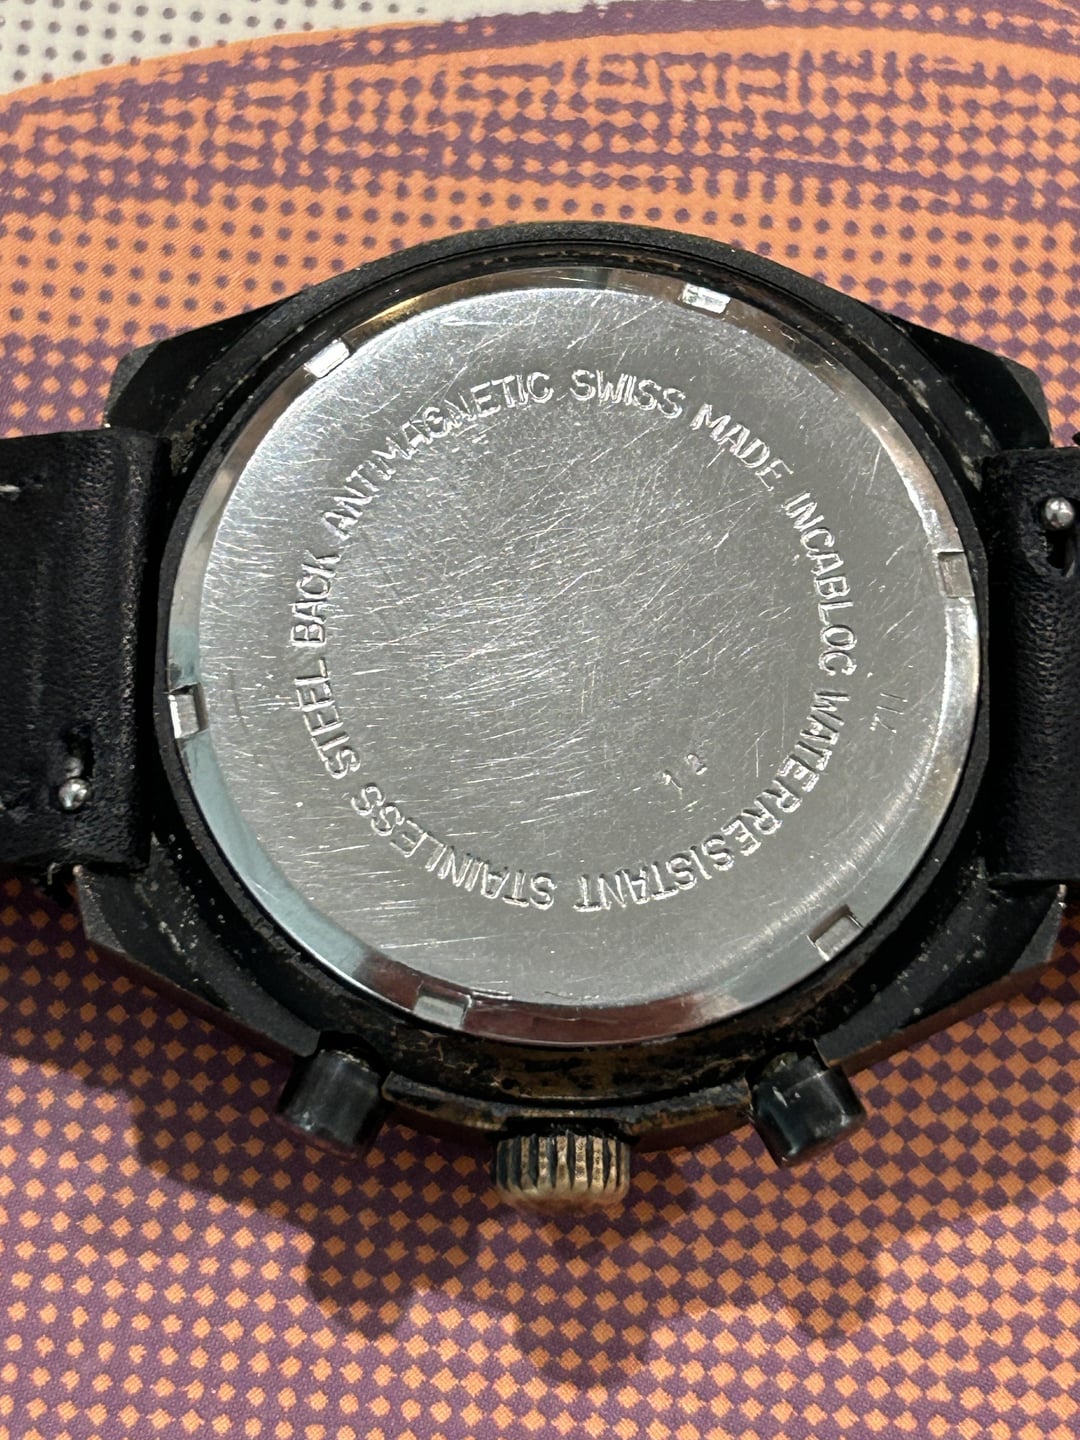 STAINLESS STEEL BACK ANTIMAGNETIC SWISS MADE INCABLOC WATERRESISTANT